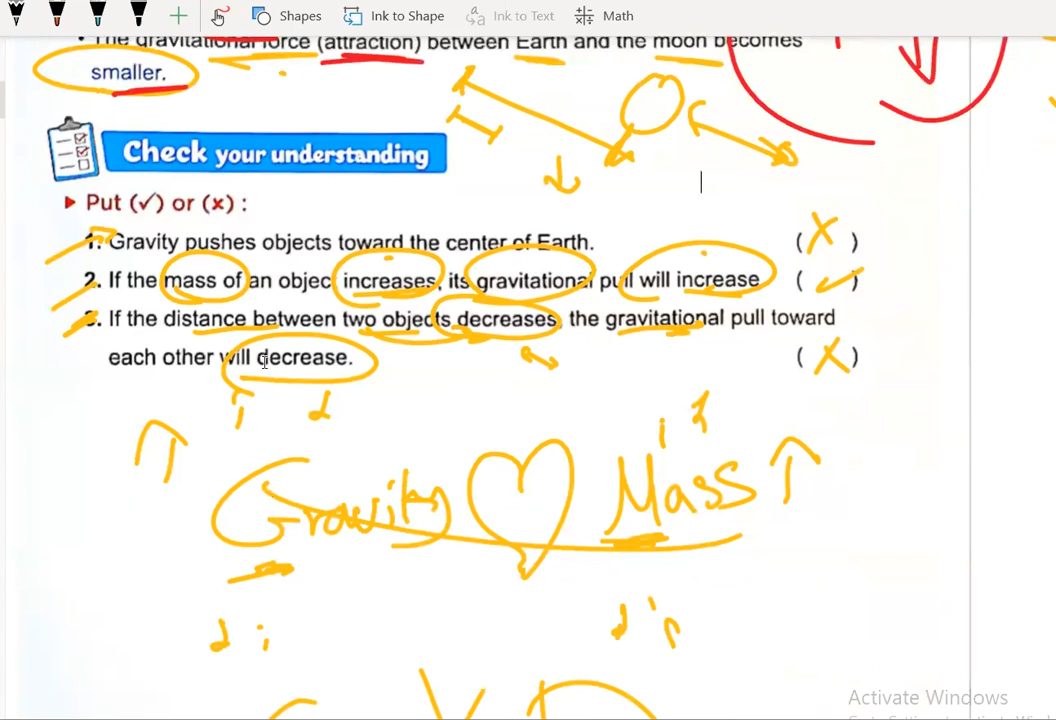 Shapes Ink to Shape Ink to Text Math
The gravitational force (attraction) between Earth and the moon becomes
smaller.
Check your understanding
Put (✓) or (x) :
1. Gravity pushes objects toward the center of Earth. ( X )
2. If the mass of an object increases, its gravitational pull will increase ( ✓ )
3. If the distance between two objects decreases, the gravitational pull toward
each other will decrease. ( X )
Gravity Mass
Activate Windows